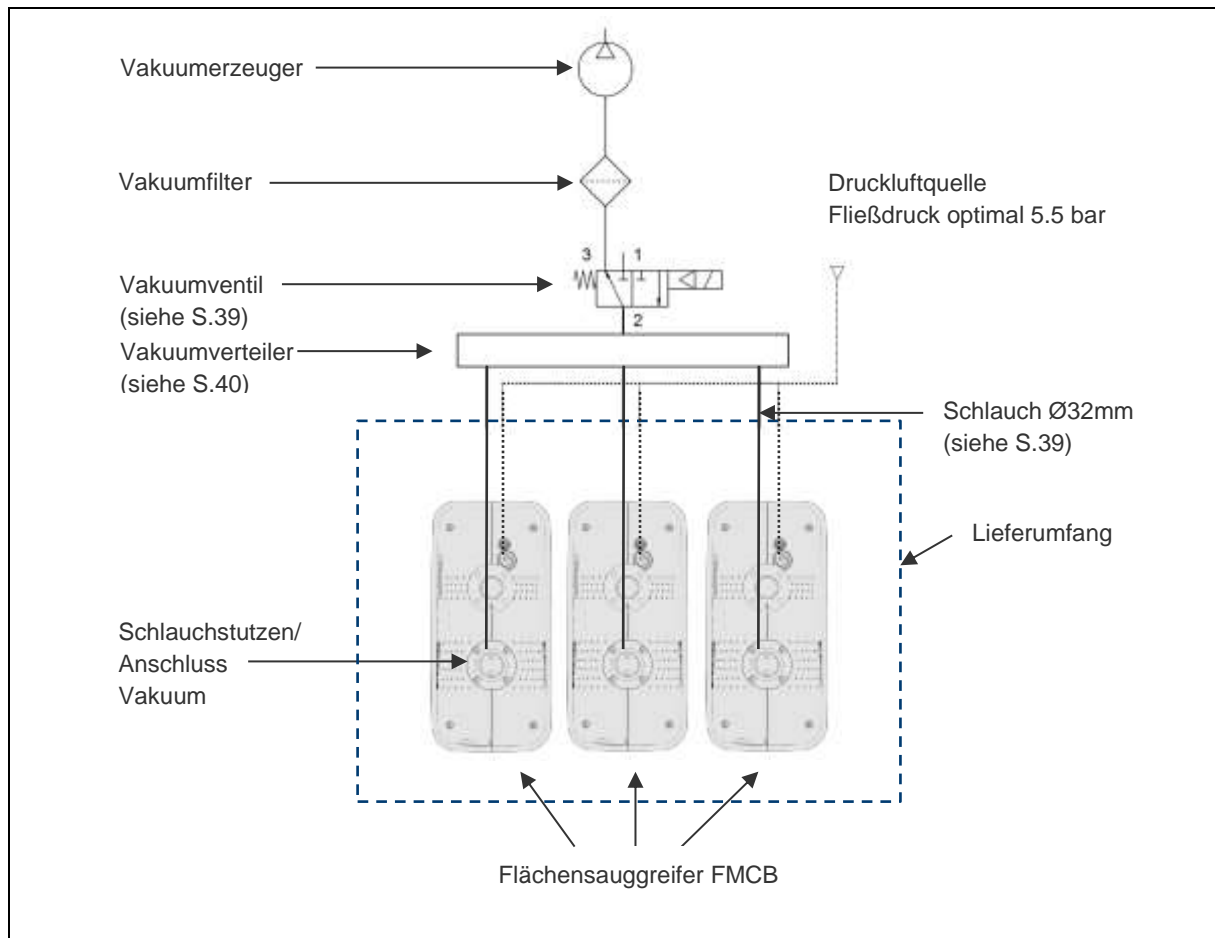 Vakuumerzeuger
Vakuumfilter
Druckluftquelle
Fließdruck optimal 5.5 bar
3 1
Vakuumventil
(siehe S.39)
2
Vakuumverteiler
(siehe S.40)
Schlauch Ø32mm
(siehe S.39)
Lieferumfang
Schlauchstutzen/
Anschluss
Vakuum
Flächensauggreifer FMCB